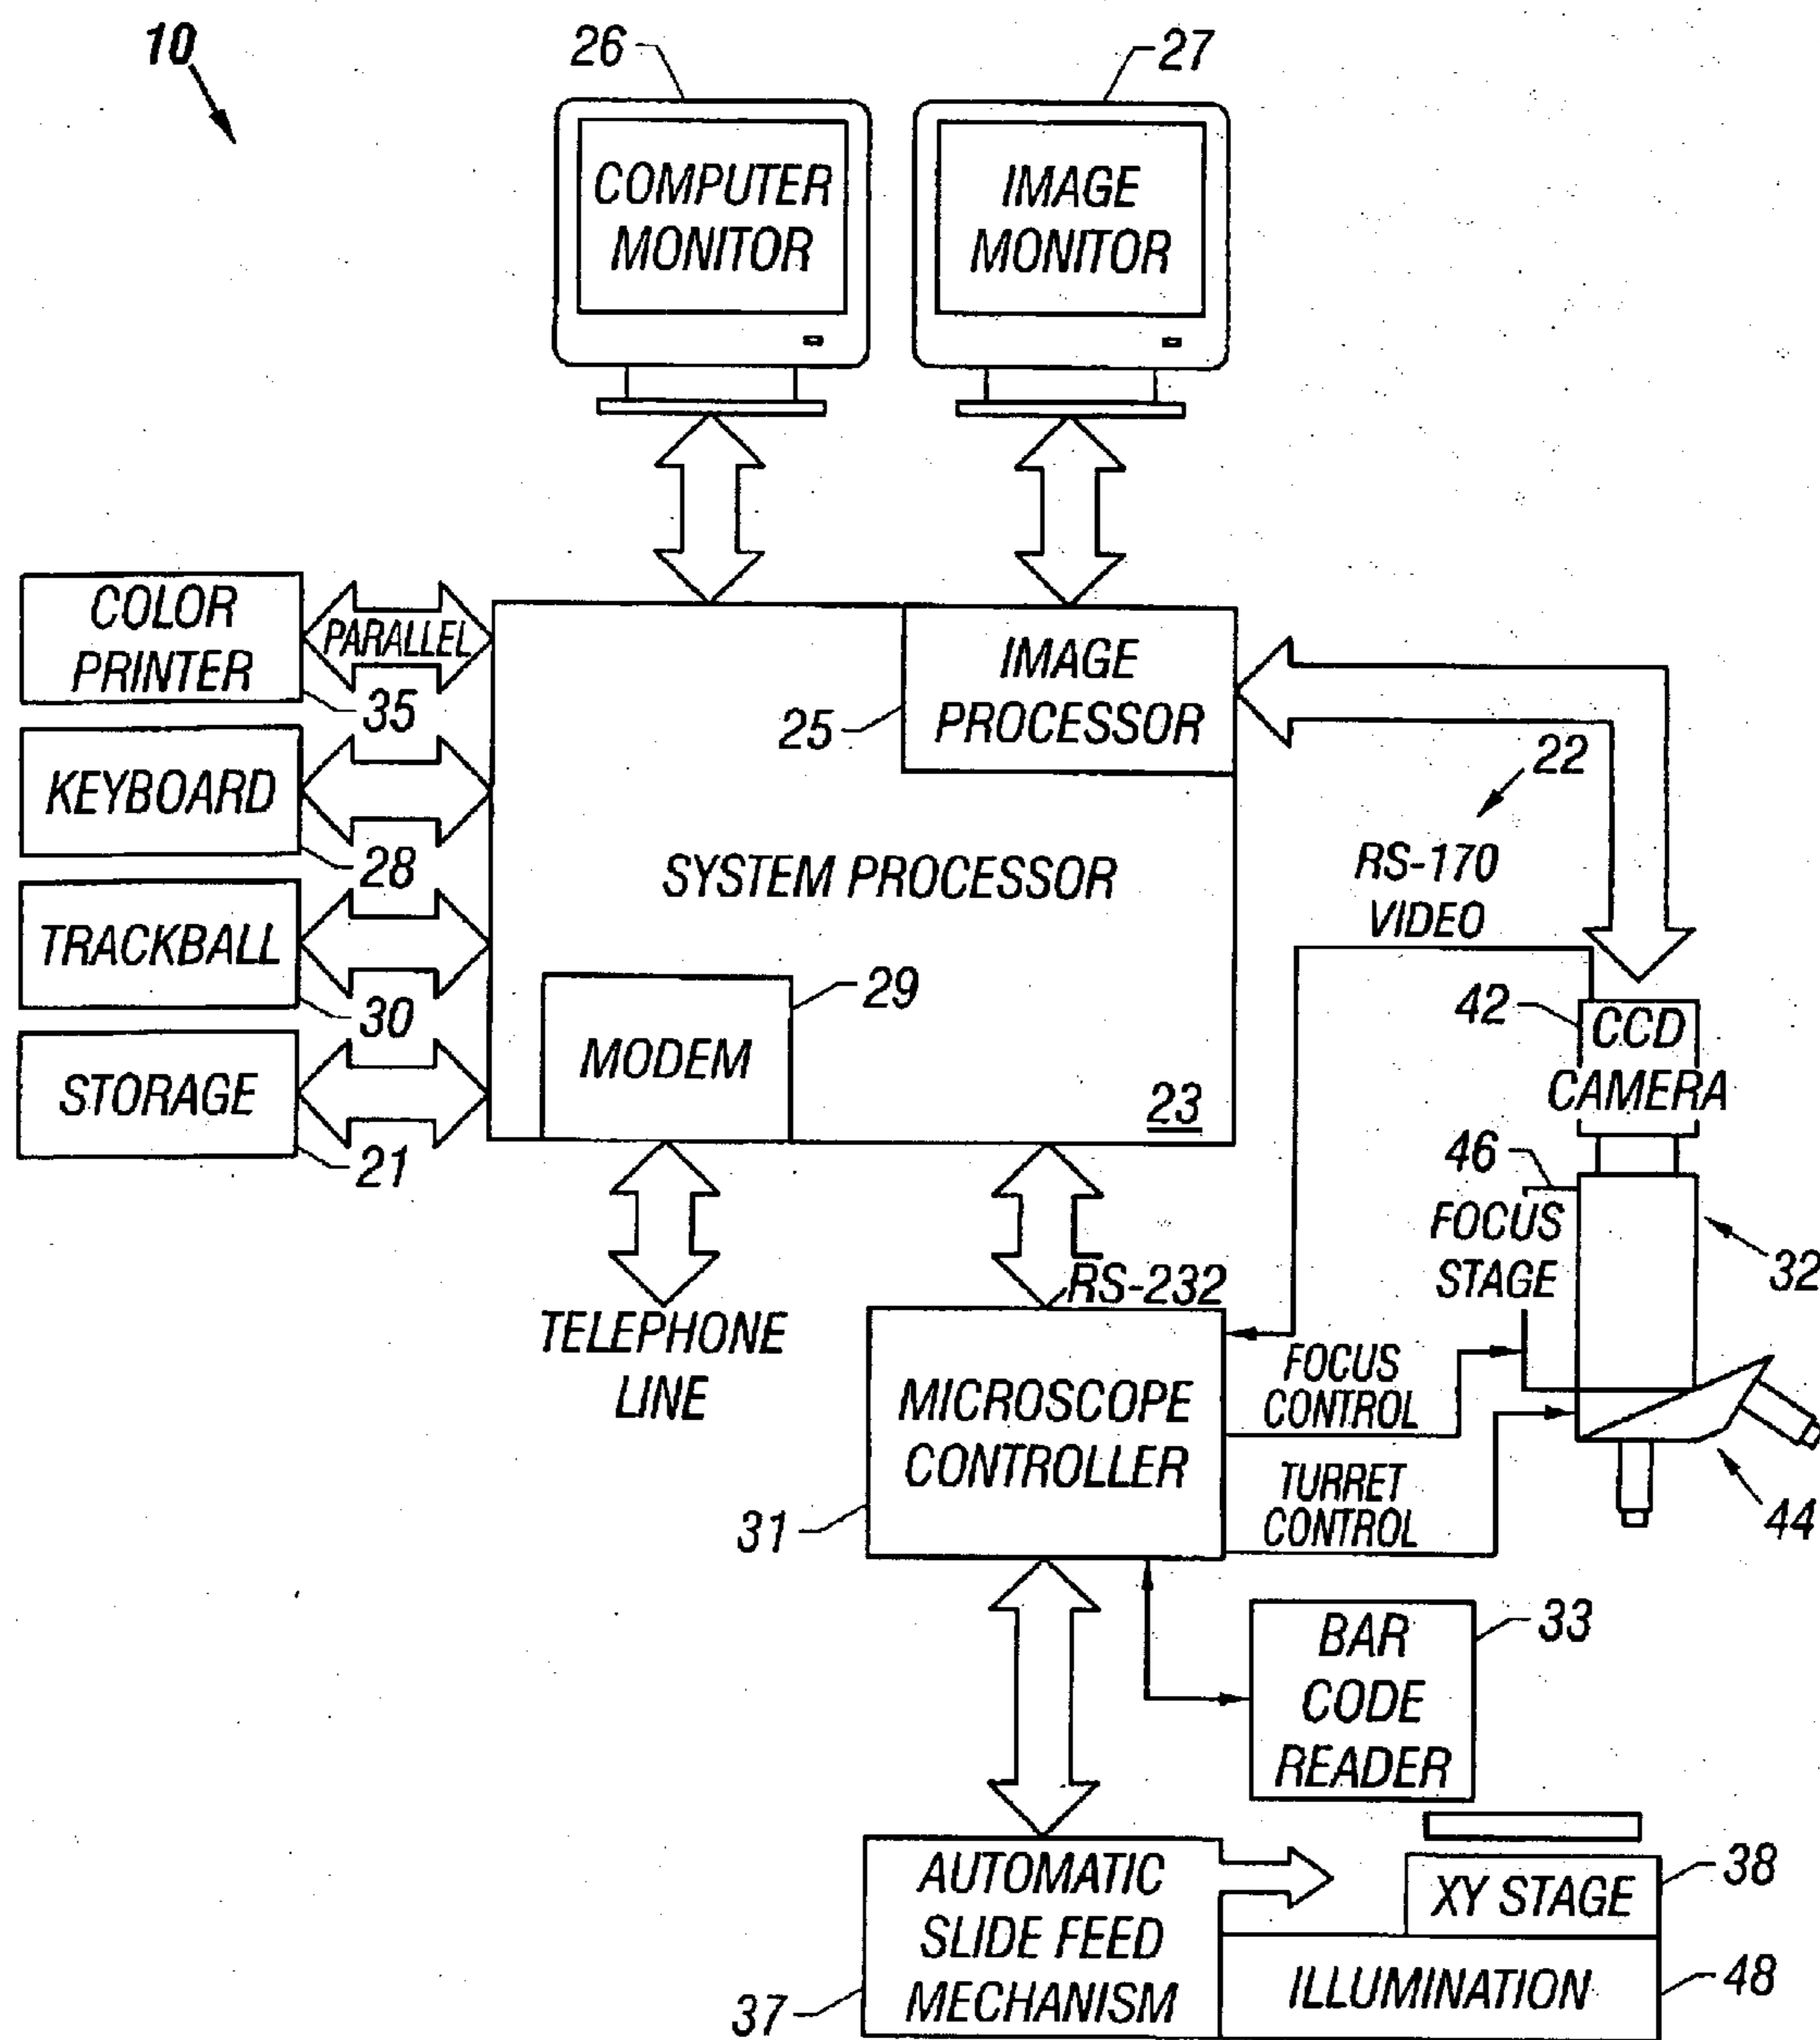 10
26
27
COMPUTER
MONITOR
IMAGE
MONITOR
COLOR
PRINTER
PARALLEL
35
KEYBOARD
28
TRACKBALL
30
STORAGE
21
IMAGE
PROCESSOR
25
SYSTEM PROCESSOR
MODEM
29
23
22
RS-170
VIDEO
42
CCD
CAMERA
46
FOCUS
STAGE
32
TELEPHONE
LINE
RS-232
MICROSCOPE
CONTROLLER
31
FOCUS
CONTROL
TURRET
CONTROL
44
BAR
CODE
READER
33
AUTOMATIC
SLIDE FEED
MECHANISM
37
XY STAGE
38
ILLUMINATION
48